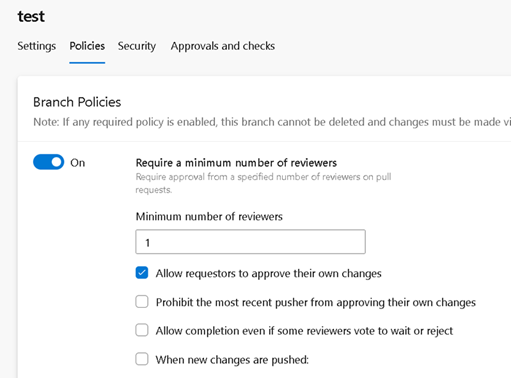 test
Settings Policies Security Approvals and checks
Branch Policies
Note: If any required policy is enabled, this branch cannot be deleted and changes must be made
On Require a minimum number of reviewers
Require approval from a specified number of reviewers on pull
requests.
Minimum number of reviewers
1
Allow requestors to approve their own changes
Prohibit the most recent pusher from approving their own changes
Allow completion even if some reviewers vote to wait or reject
When new changes are pushed: